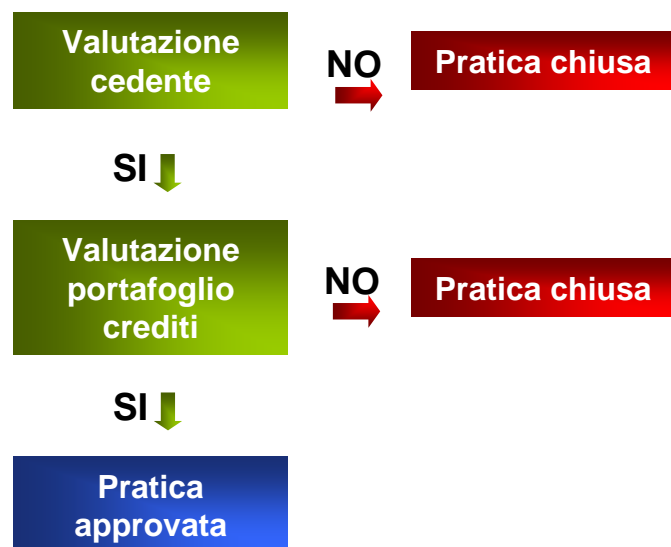 Valutazione
cedente
NO
Pratica chiusa
SI
Valutazione
portafoglio
crediti
NO
Pratica chiusa
SI
Pratica
approvata